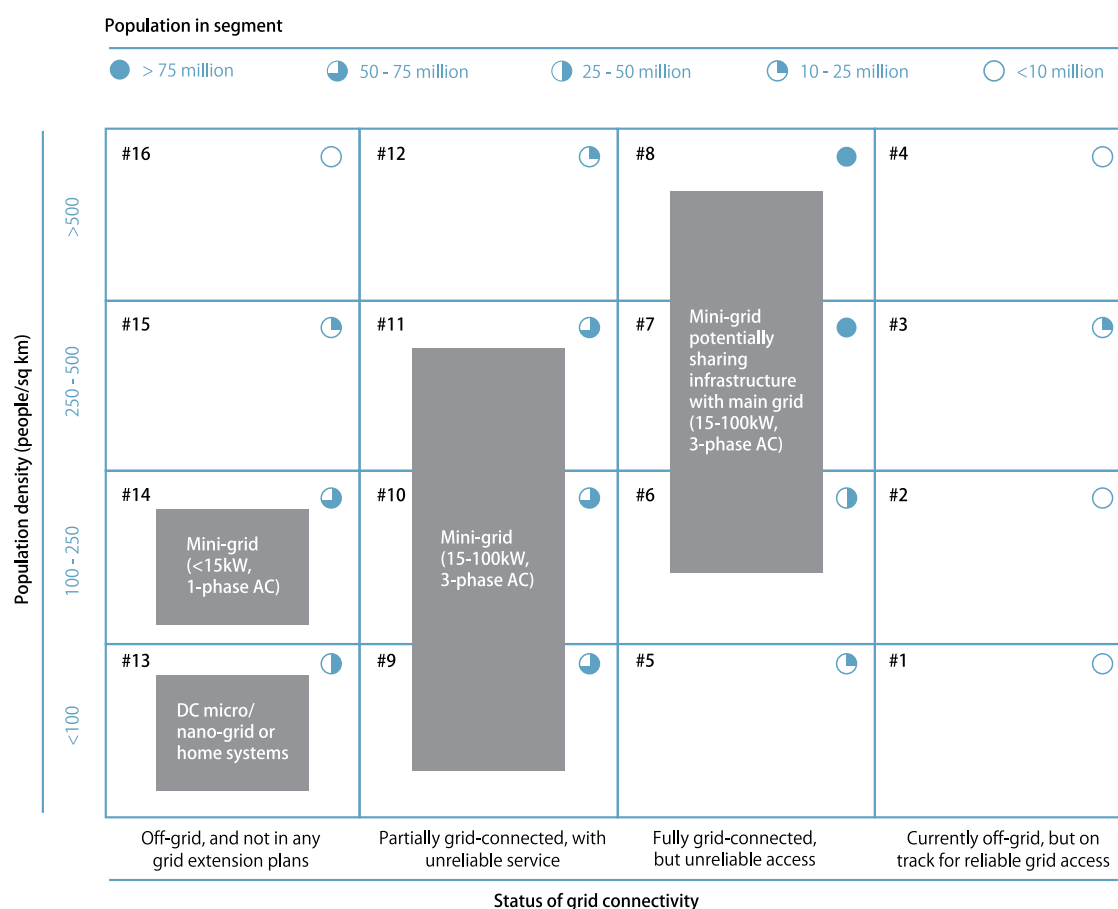 Population in segment
> 75 million
50 - 75 million
25 - 50 million
10 - 25 million
<10 million
#16
#12
#8
#4
>500
#15
#11
#7
#3
250 - 500
Mini-grid
potentially
sharing
infrastructure
with main grid
(15-100kW,
3-phase AC)
Population density (people/sq km)
#14
#10
#6
#2
100 - 250
Mini-grid
(<15kW,
1-phase AC)
Mini-grid
(15-100kW,
3-phase AC)
#13
#9
#5
#1
<100
DC micro/
nano-grid or
home systems
Off-grid, and not in any
grid extension plans
Partially grid-connected, with
unreliable service
Fully grid-connected,
but unreliable access
Currently off-grid, but on
track for reliable grid access
Status of grid connectivity